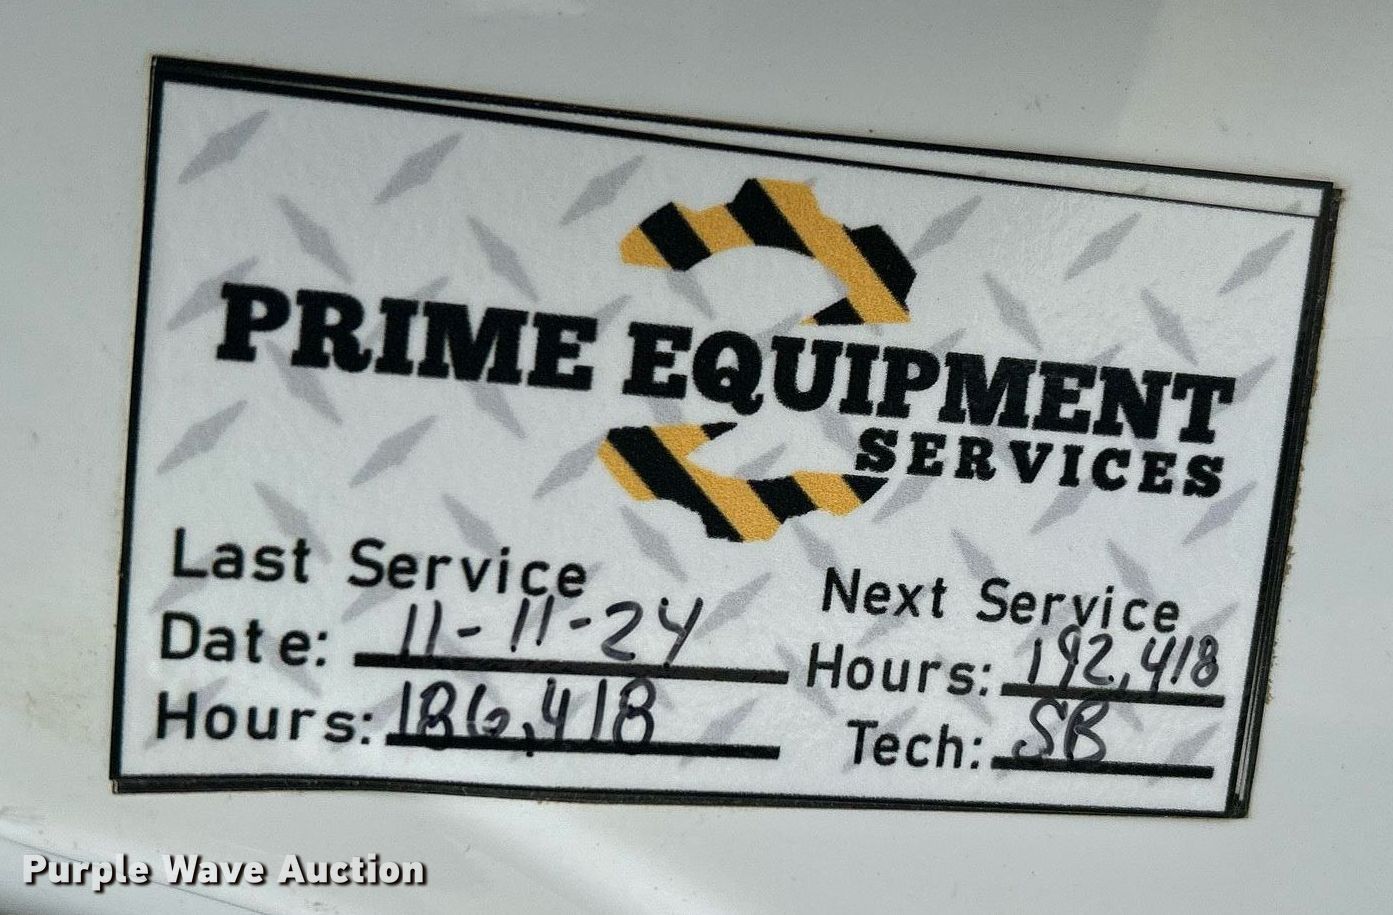 PRIME EQUIPMENT
SERVICES
Last Service
Date: 11-11-24
Hours: 186,418
Next Service
Hours: 192,418
Tech: SB
Purple Wave Auction